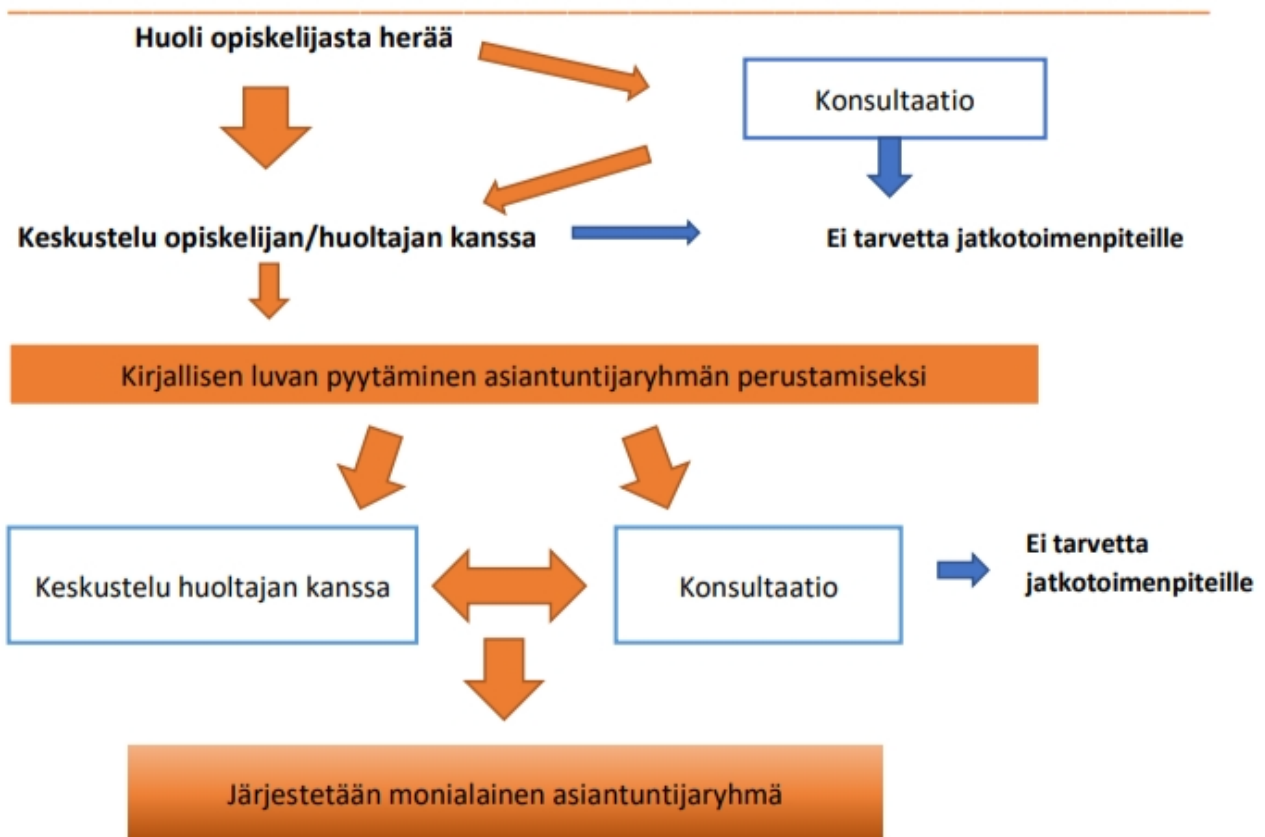 Huoli opiskelijasta herää
Konsultaatio
Keskustelu opiskelijan/huoltajan kanssa
Ei tarvetta jatkotoimenpiteille
Kirjallisen luvan pyytäminen asiantuntijaryhmän perustamiseksi
Keskustelu huoltajan kanssa
Konsultaatio
Ei tarvetta
jatkotoimenpiteille
Järjestetään monialainen asiantuntijaryhmä